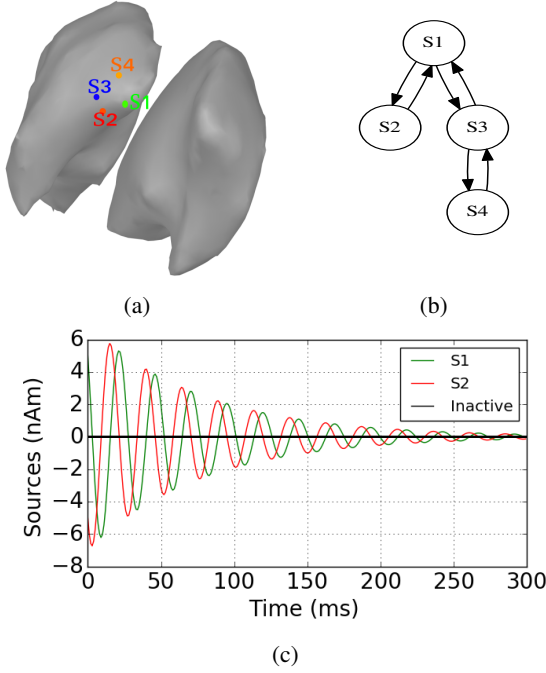 S4
S3
S1
S2
S1
S2
S3
S4
(a)
(b)
6
4
2
0
−2
−4
−6
−8
Sources (nAm)
S1
S2
Inactive
0
50
100
150
200
250
300
Time (ms)
(c)